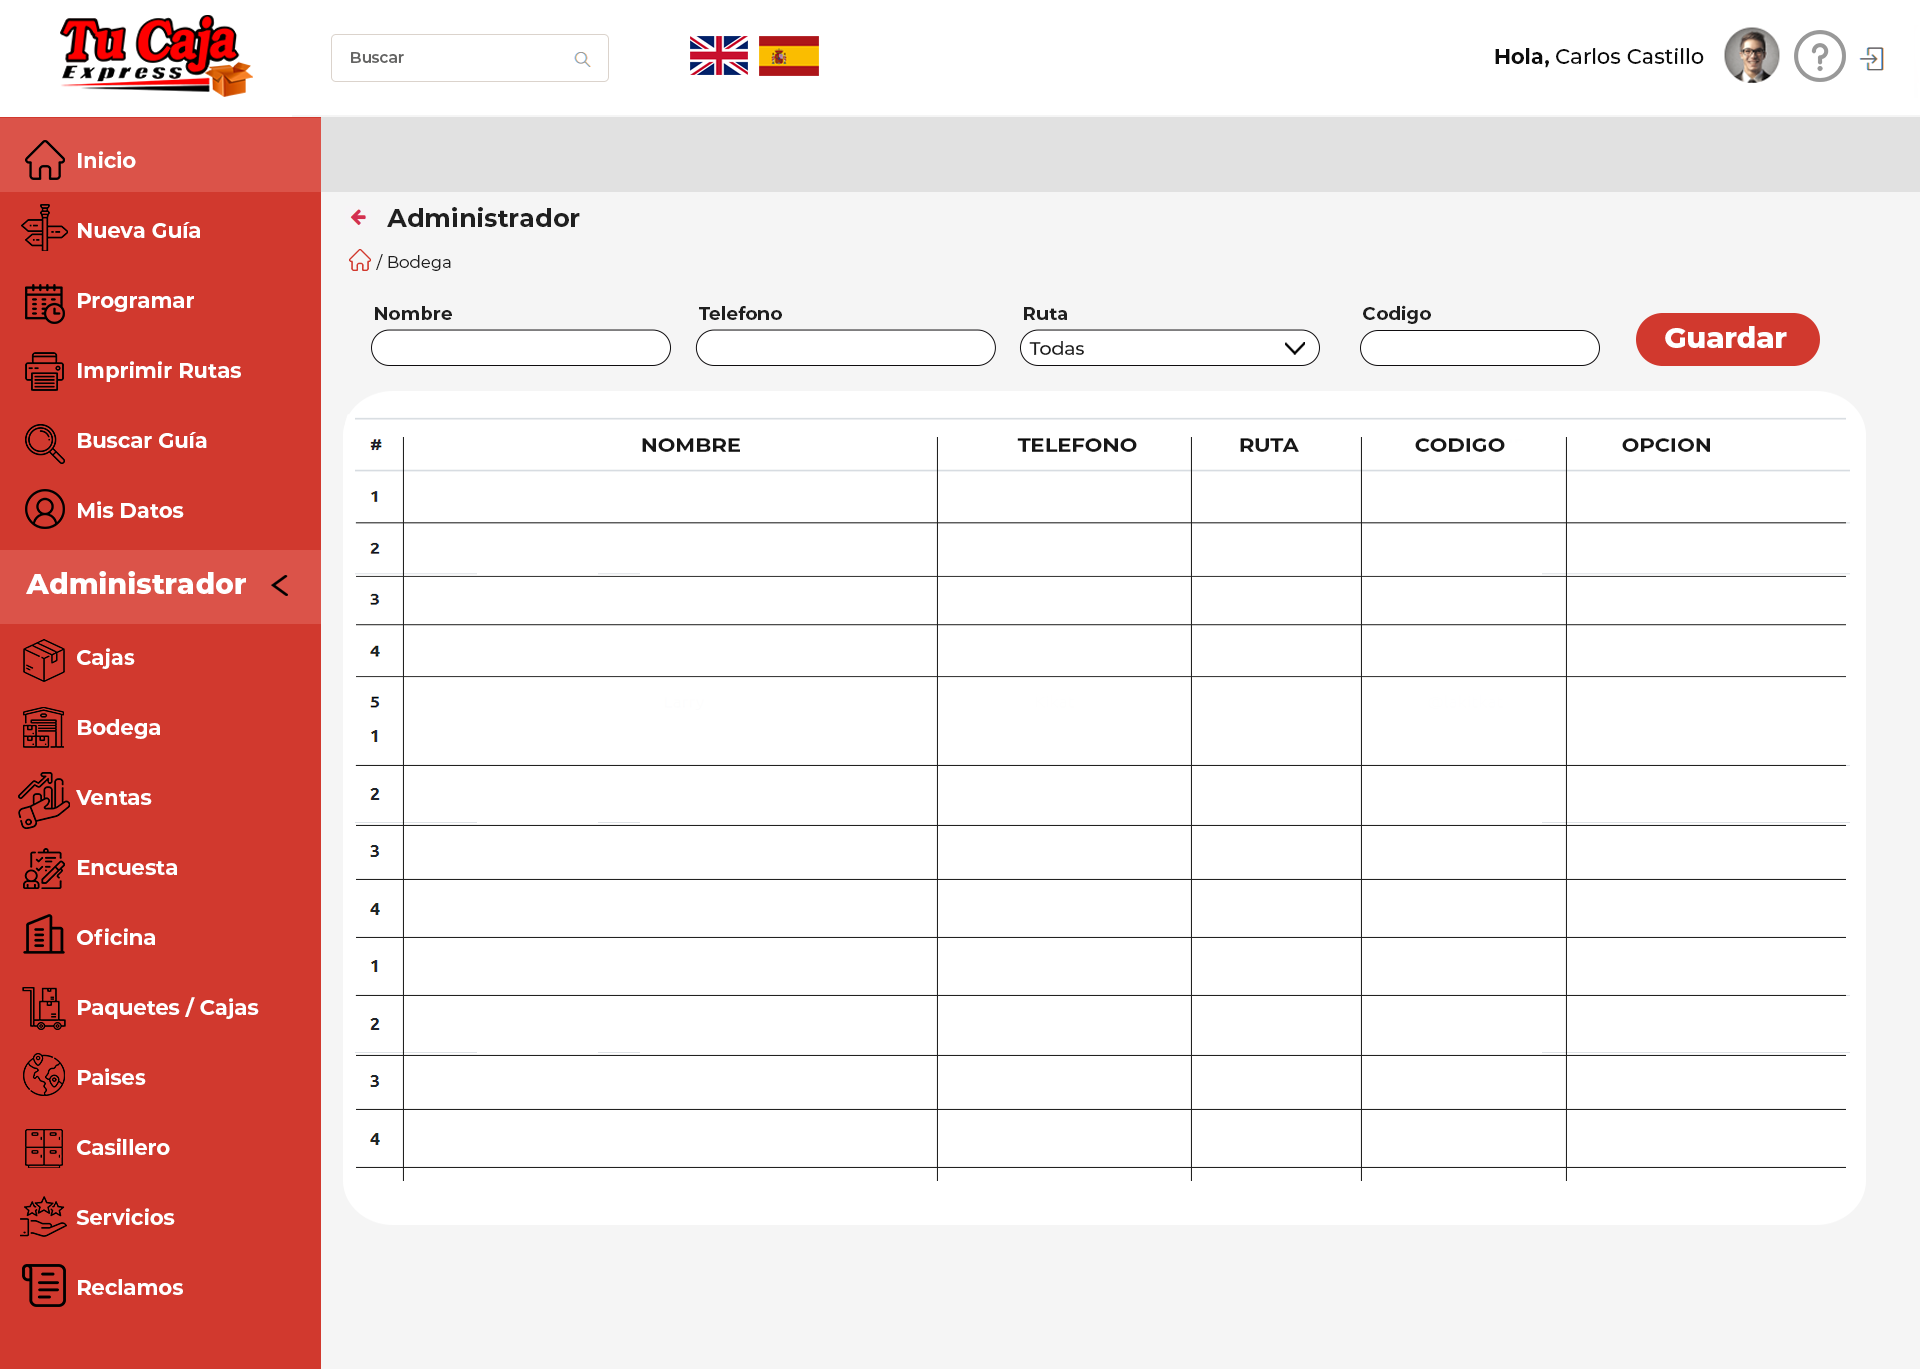 Tu Caja
Express
Buscar
Hola, Carlos Castillo
?
Inicio
Nueva Guía
Programar
Imprimir Rutas
Buscar Guía
Mis Datos
Administrador <
Cajas
Bodega
Ventas
Encuesta
Oficina
Paquetes / Cajas
Paises
Casillero
Servicios
Reclamos
Administrador
/ Bodega
Nombre
Telefono
Ruta
Codigo
Todas
Guardar
# NOMBRE TELEFONO RUTA CODIGO OPCION
1
2
3
4
5
1
2
3
4
1
2
3
4